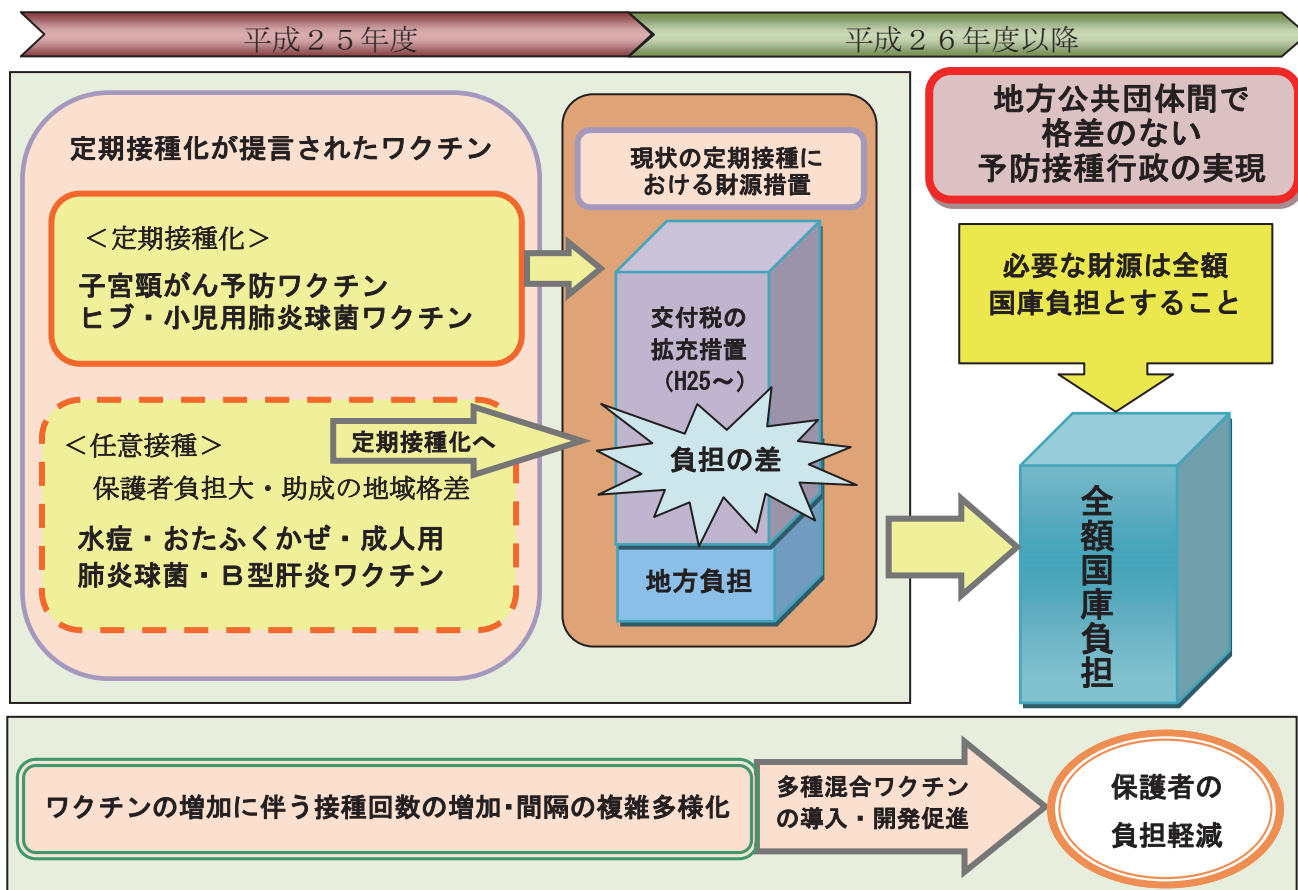 平成２５年度
平成２６年度以降
定期接種化が提言されたワクチン
＜定期接種化＞
子宮頸がん予防ワクチン
ヒブ・小児用肺炎球菌ワクチン
＜任意接種＞
保護者負担大・助成の地域格差
水痘・おたふくかぜ・成人用
肺炎球菌・Ｂ型肝炎ワクチン
定期接種化へ
現状の定期接種に
おける財源措置
交付税の
拡充措置
(H25～)
負担の差
地方負担
地方公共団体間で
格差のない
予防接種行政の実現
必要な財源は全額
国庫負担とすること
全額国庫負担
ワクチンの増加に伴う接種回数の増加・間隔の複雑多様化
多種混合ワクチン
の導入・開発促進
保護者の
負担軽減